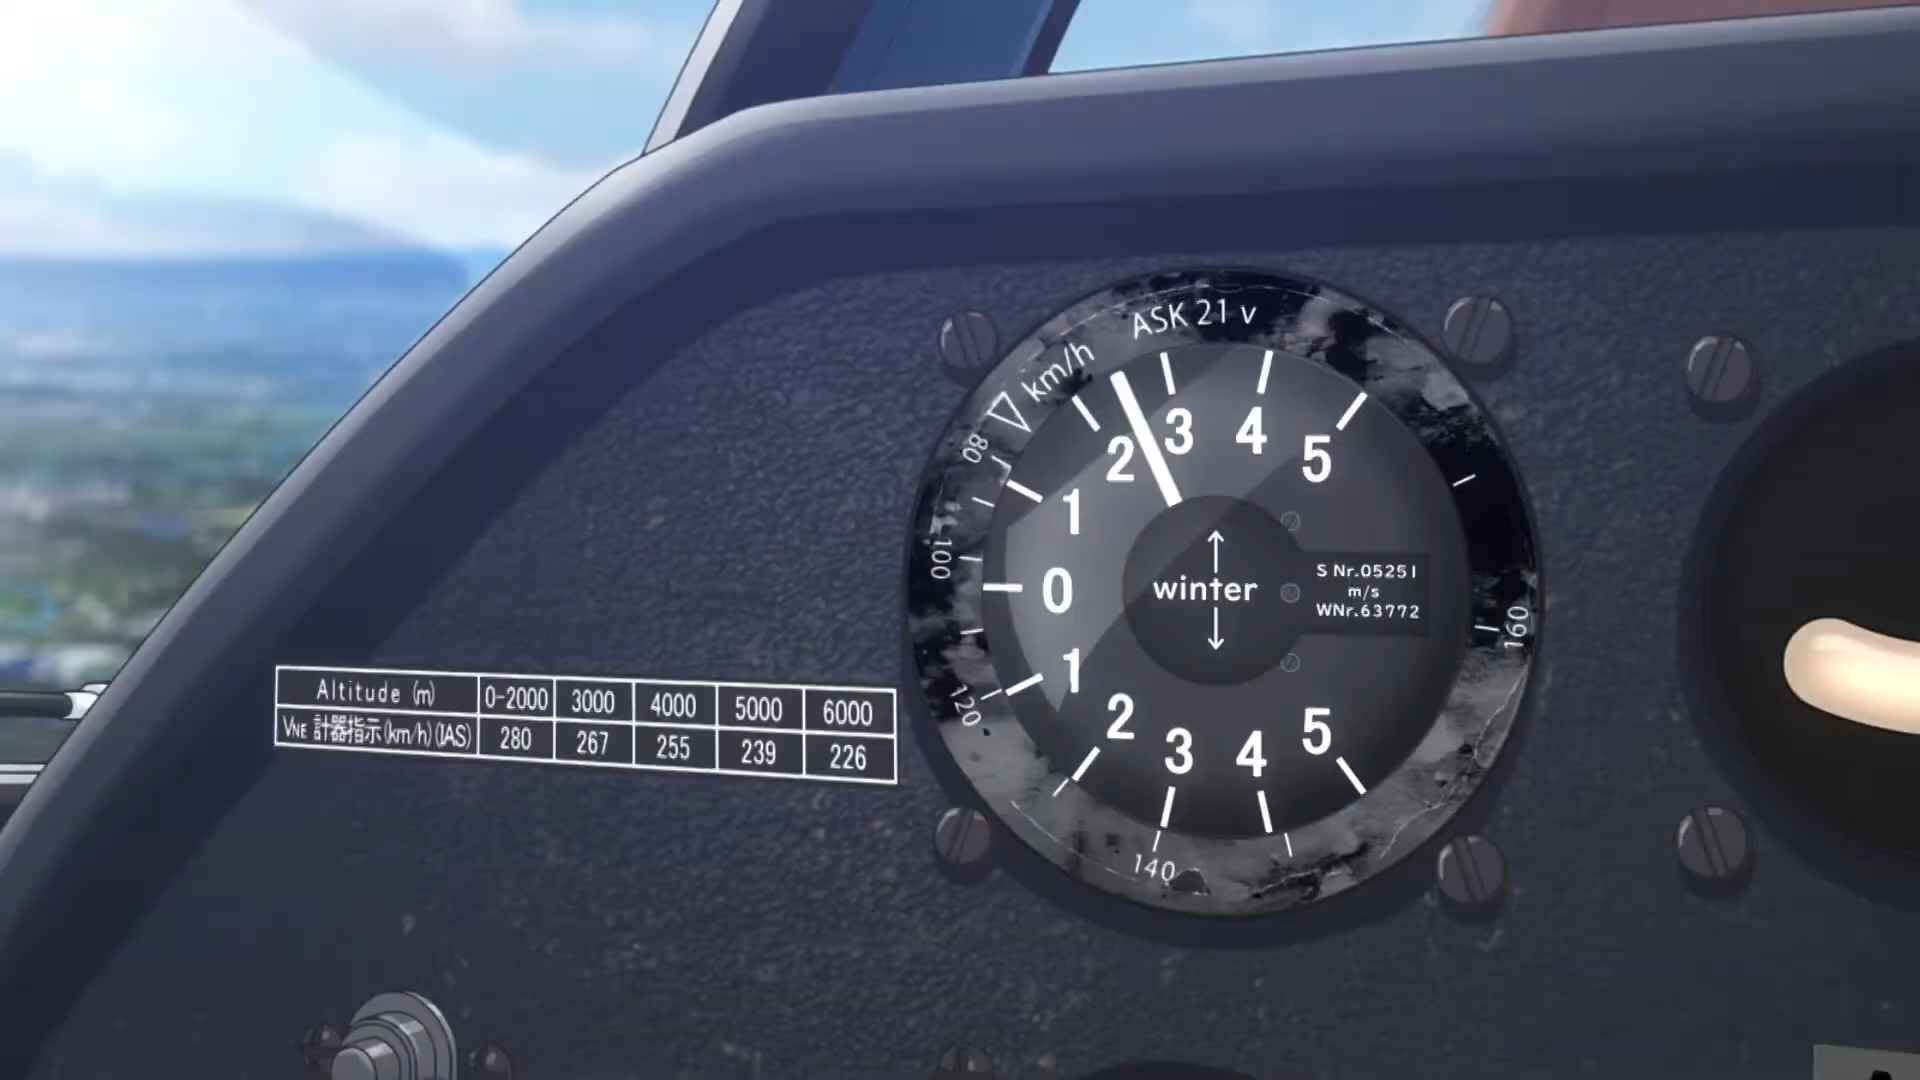 ASK 21 v
km/h
80
100
120
140
160
1
2
3
4
5
0
1
2
3
4
5
winter
S Nr.05251
m/s
WNr.63772
Altitude (m) 0-2000 3000 4000 5000 6000
VNE 計器指示(km/h)(IAS) 280 267 255 239 226